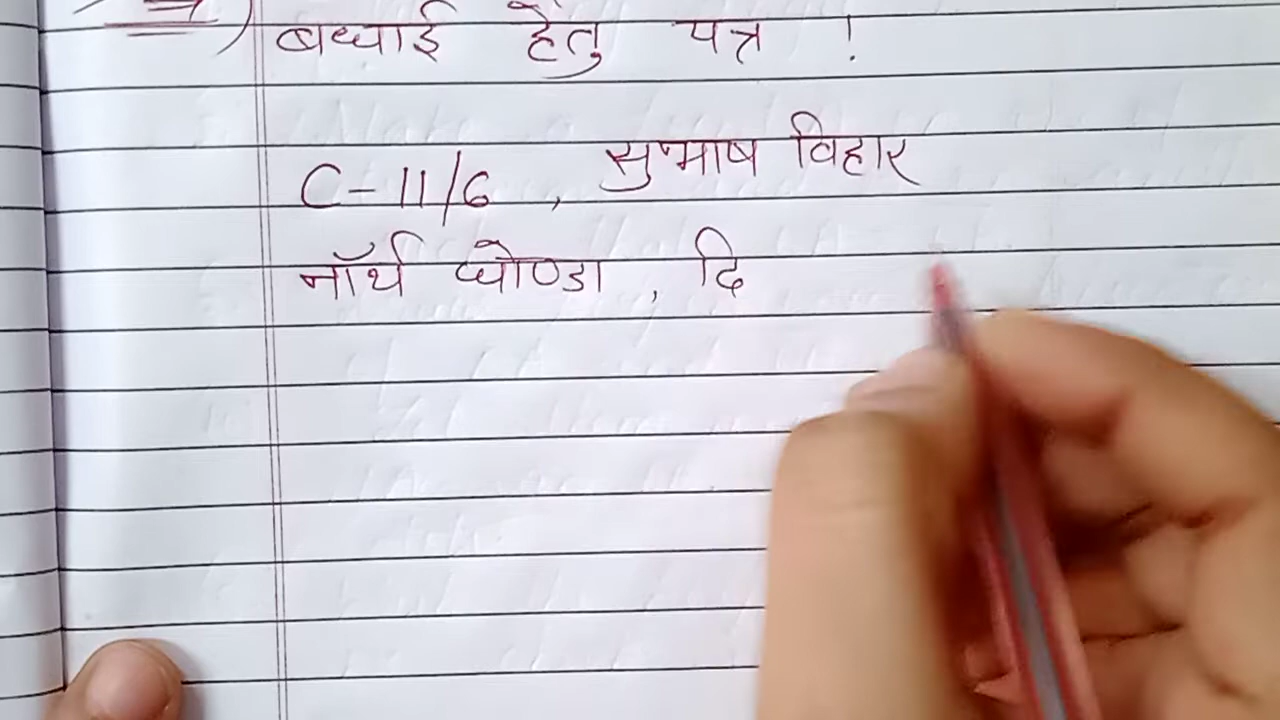 बधाई हेतु पत्र !
C-11/6 , सुभाष विहार
नॉर्थ घोण्डा , दि